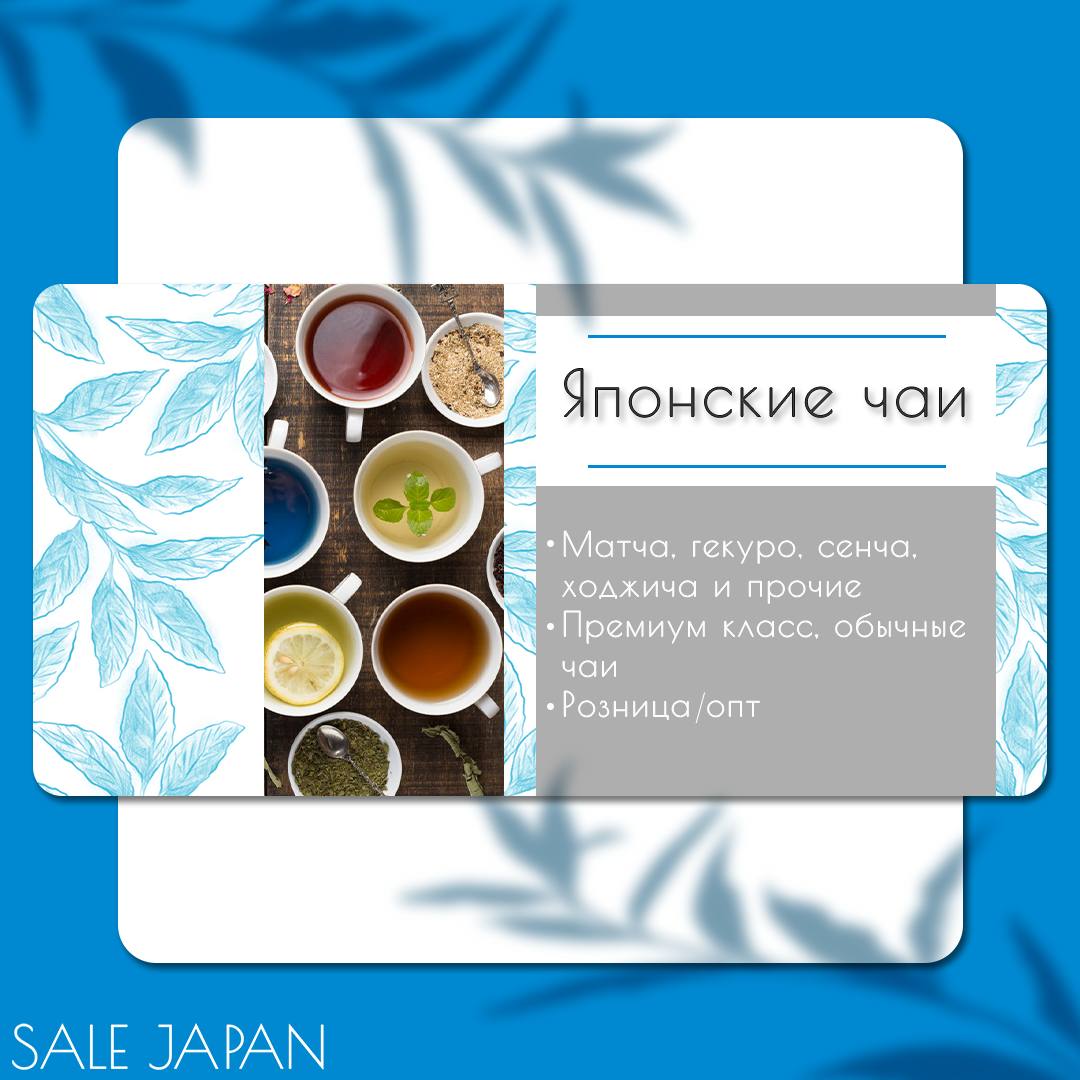 Японские чаи
• Матча, гекуро, сенча,
ходжича и прочие
• Премиум класс, обычные
чаи
• Розница/опт
SALE JAPAN